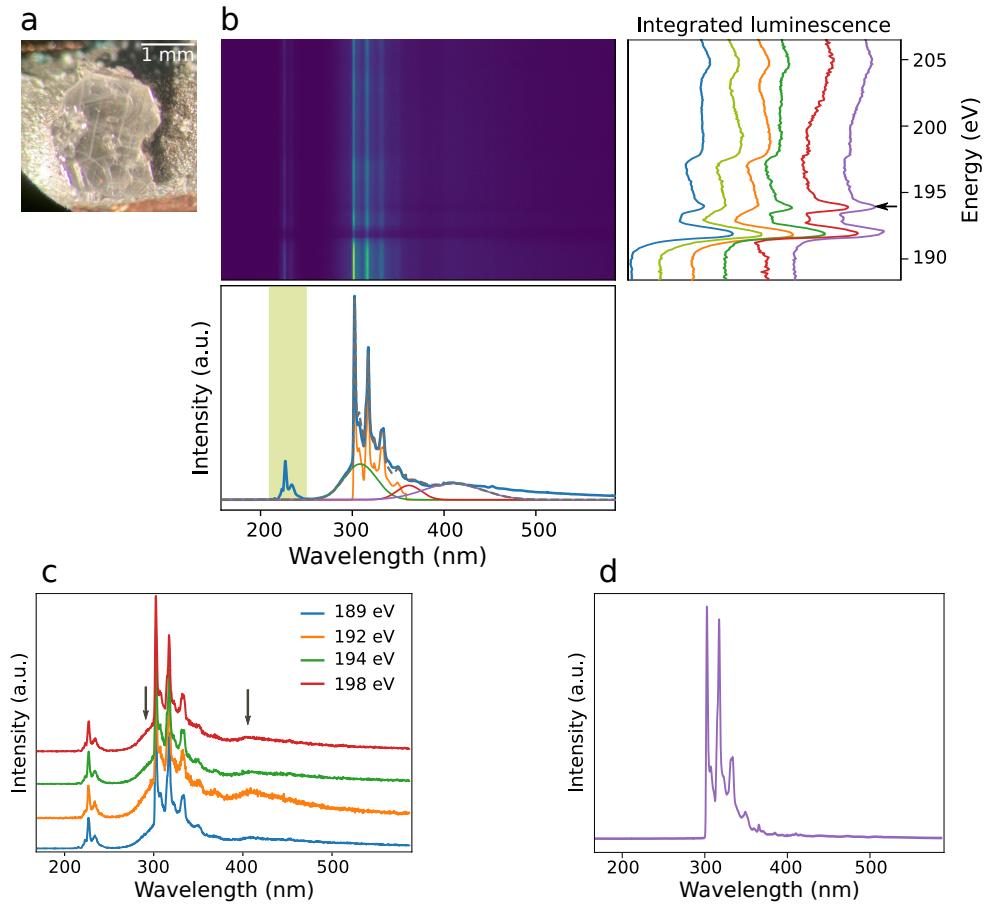 a
1 mm
b
Integrated luminescence
205
200
195
190
Energy (eV)
Intensity (a.u.)
200 300 400 500
Wavelength (nm)
c
189 eV
192 eV
194 eV
198 eV
Intensity (a.u.)
200 300 400 500
Wavelength (nm)
d
Intensity (a.u.)
200 300 400 500
Wavelength (nm)